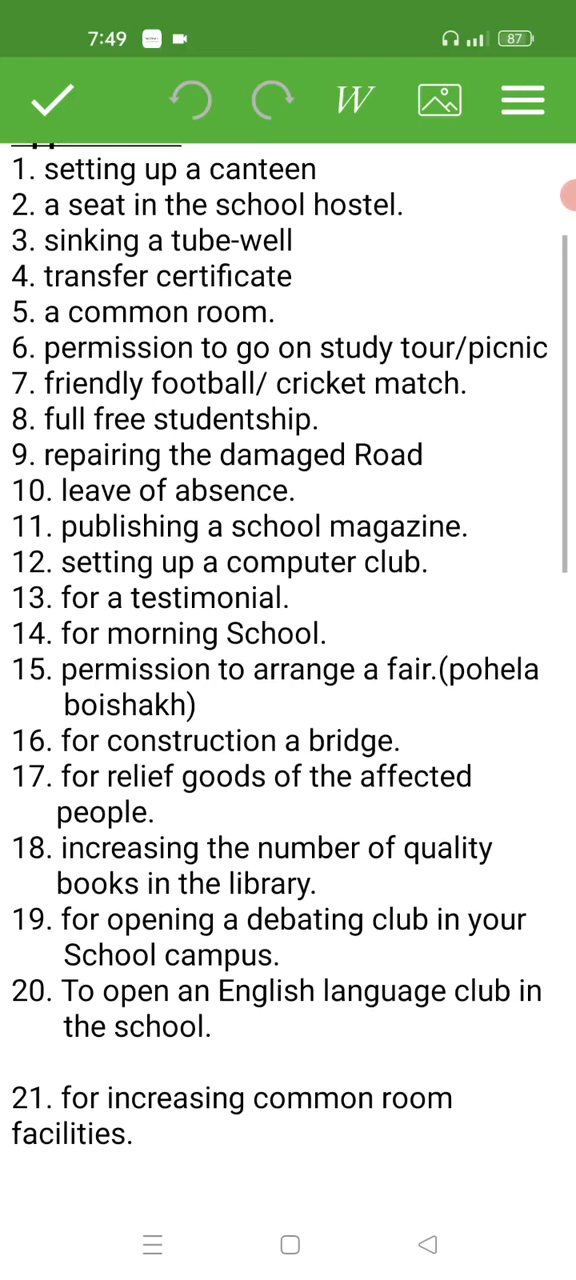 7:49
87
W
1. setting up a canteen
2. a seat in the school hostel.
3. sinking a tube-well
4. transfer certificate
5. a common room.
6. permission to go on study tour/picnic
7. friendly football/ cricket match.
8. full free studentship.
9. repairing the damaged Road
10. leave of absence.
11. publishing a school magazine.
12. setting up a computer club.
13. for a testimonial.
14. for morning School.
15. permission to arrange a fair.(pohela
boishakh)
16. for construction a bridge.
17. for relief goods of the affected
people.
18. increasing the number of quality
books in the library.
19. for opening a debating club in your
School campus.
20. To open an English language club in
the school.
21. for increasing common room
facilities.